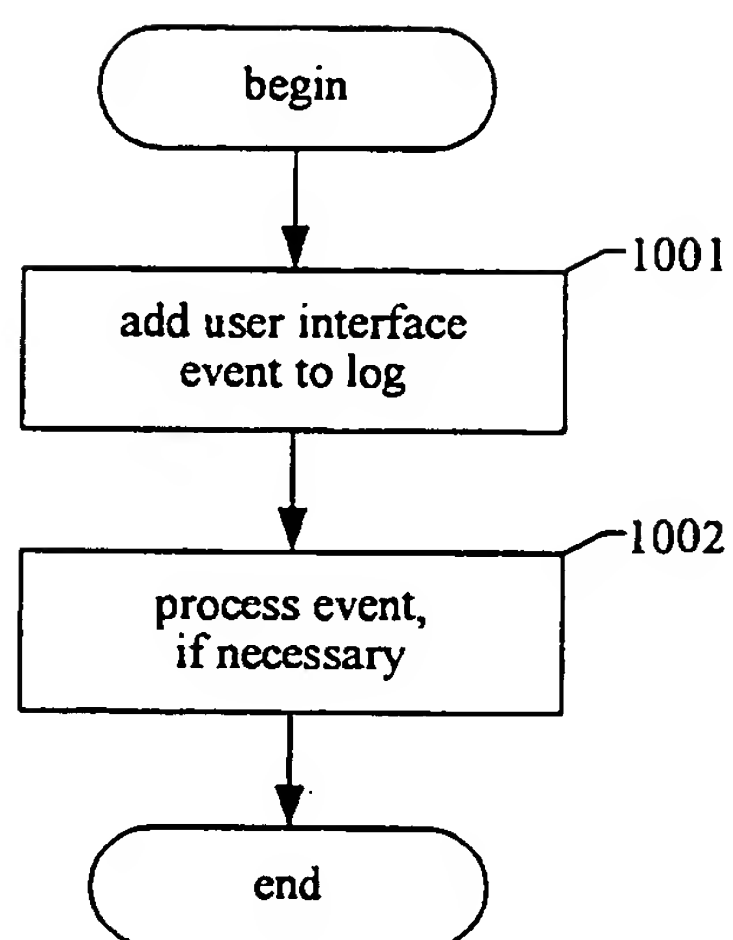 begin
1001
add user interface
event to log
1002
process event,
if necessary
end